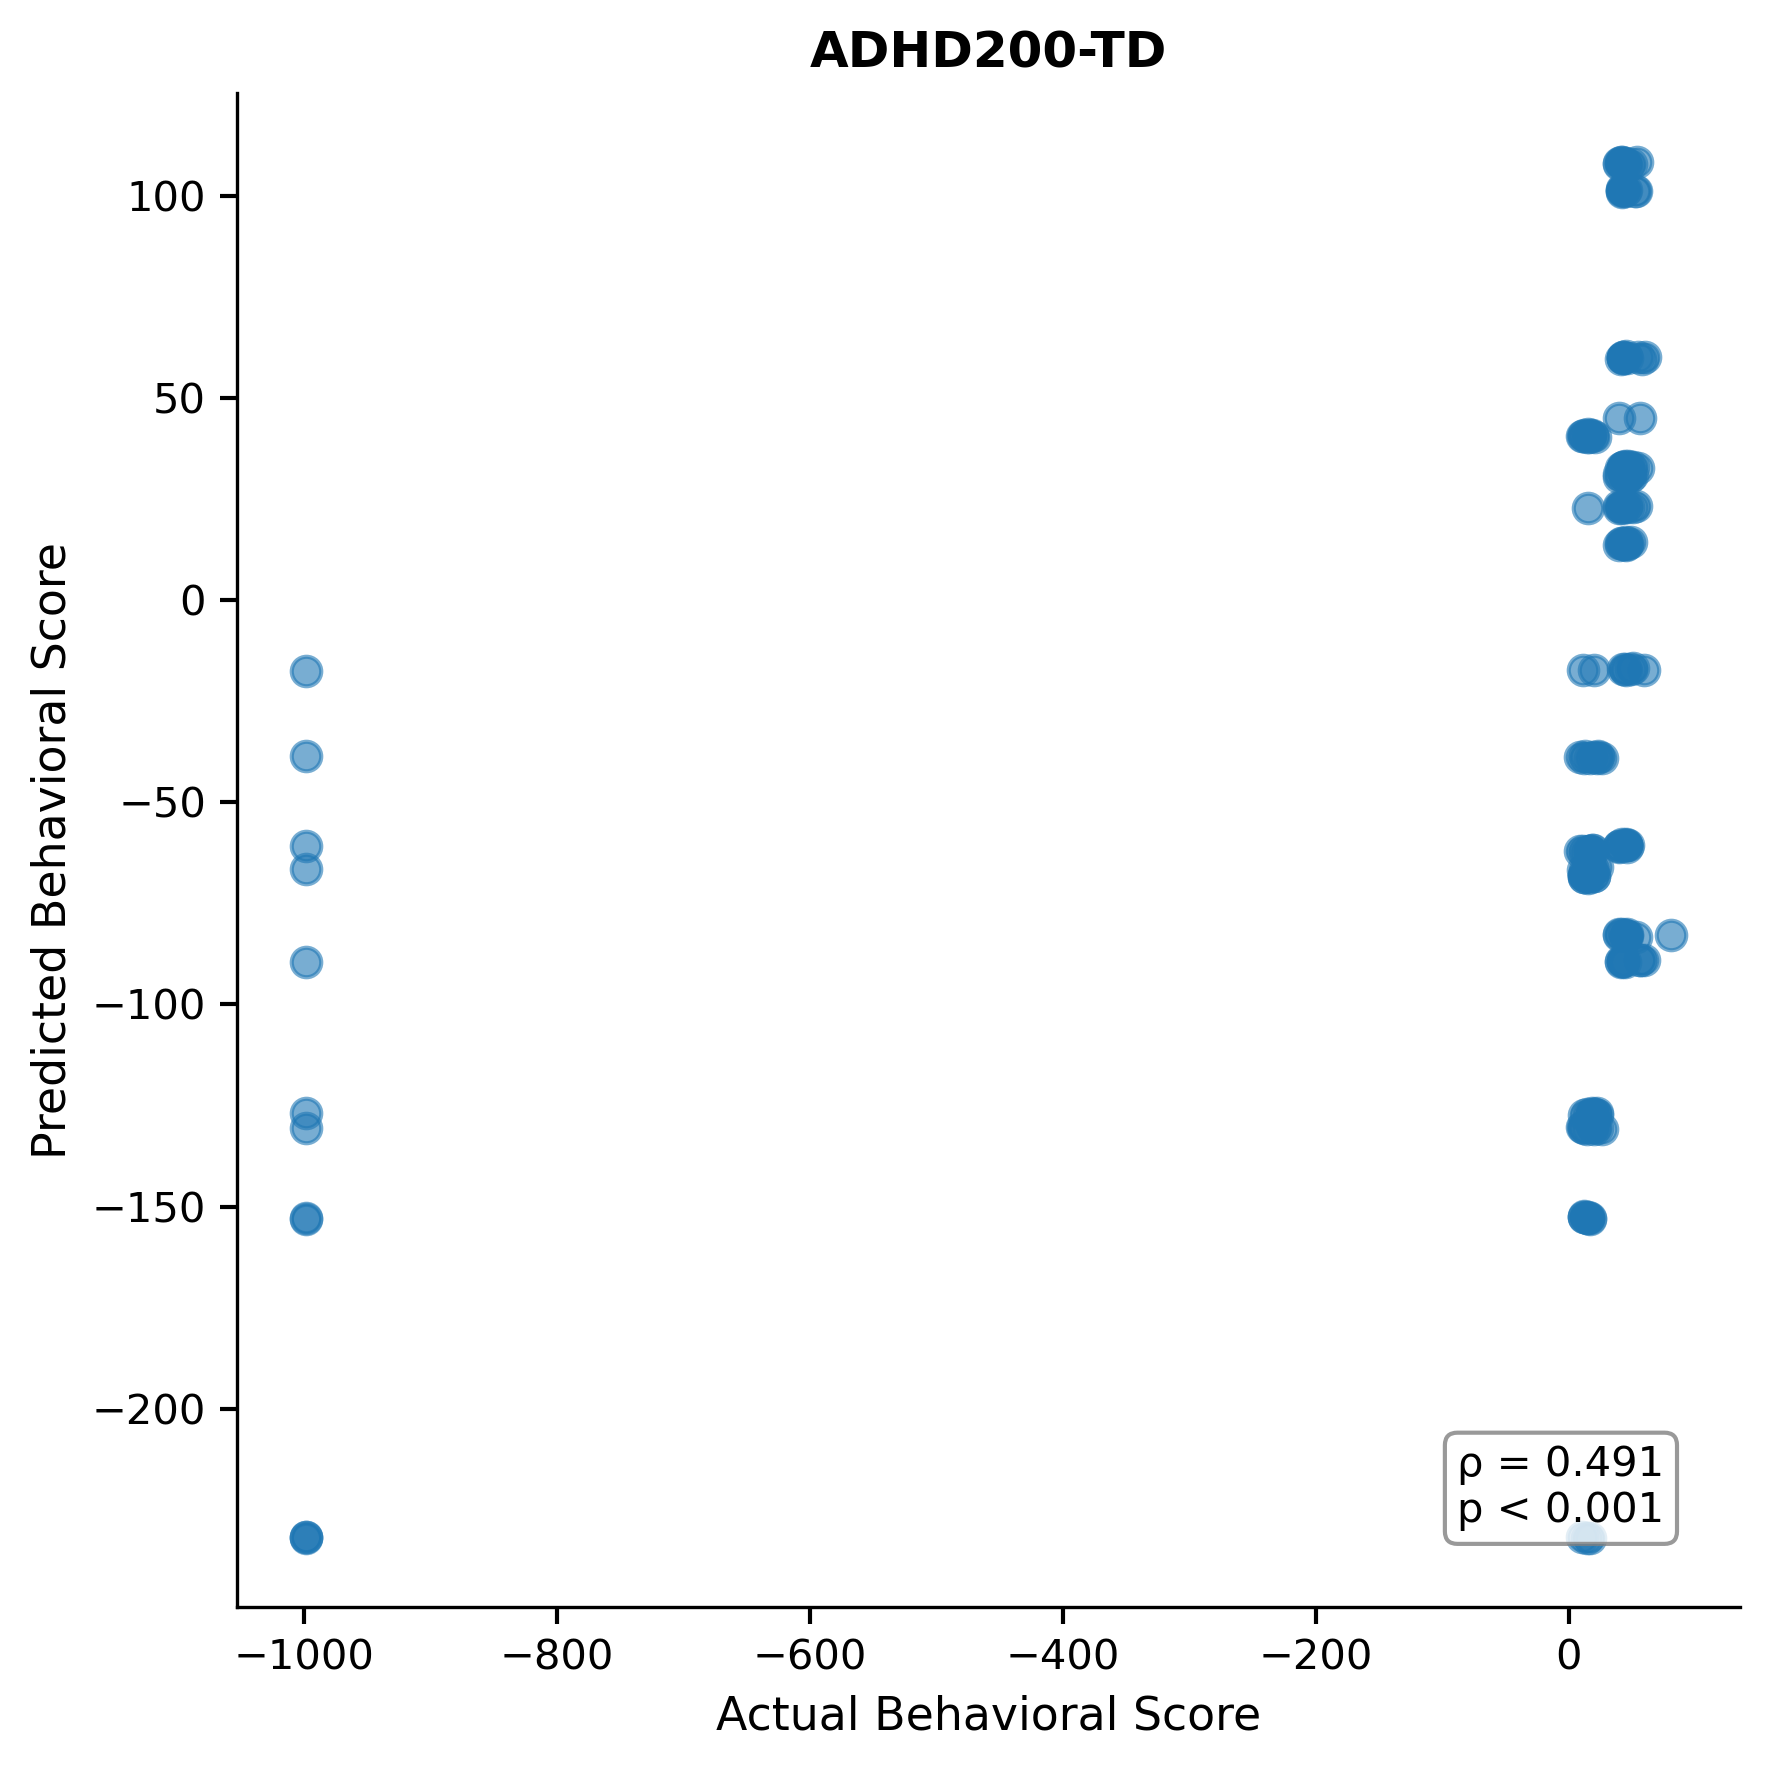 ADHD200-TD
Predicted Behavioral Score
100
50
0
−50
−100
−150
−200
ρ = 0.491
p < 0.001
−1000 −800 −600 −400 −200 0
Actual Behavioral Score